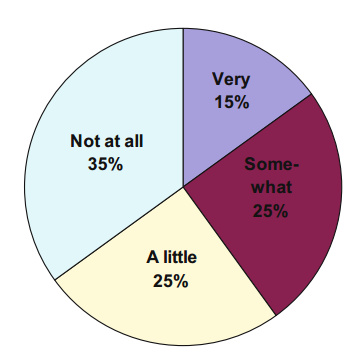 Very
15%
Some-
what
25%
A little
25%
Not at all
35%